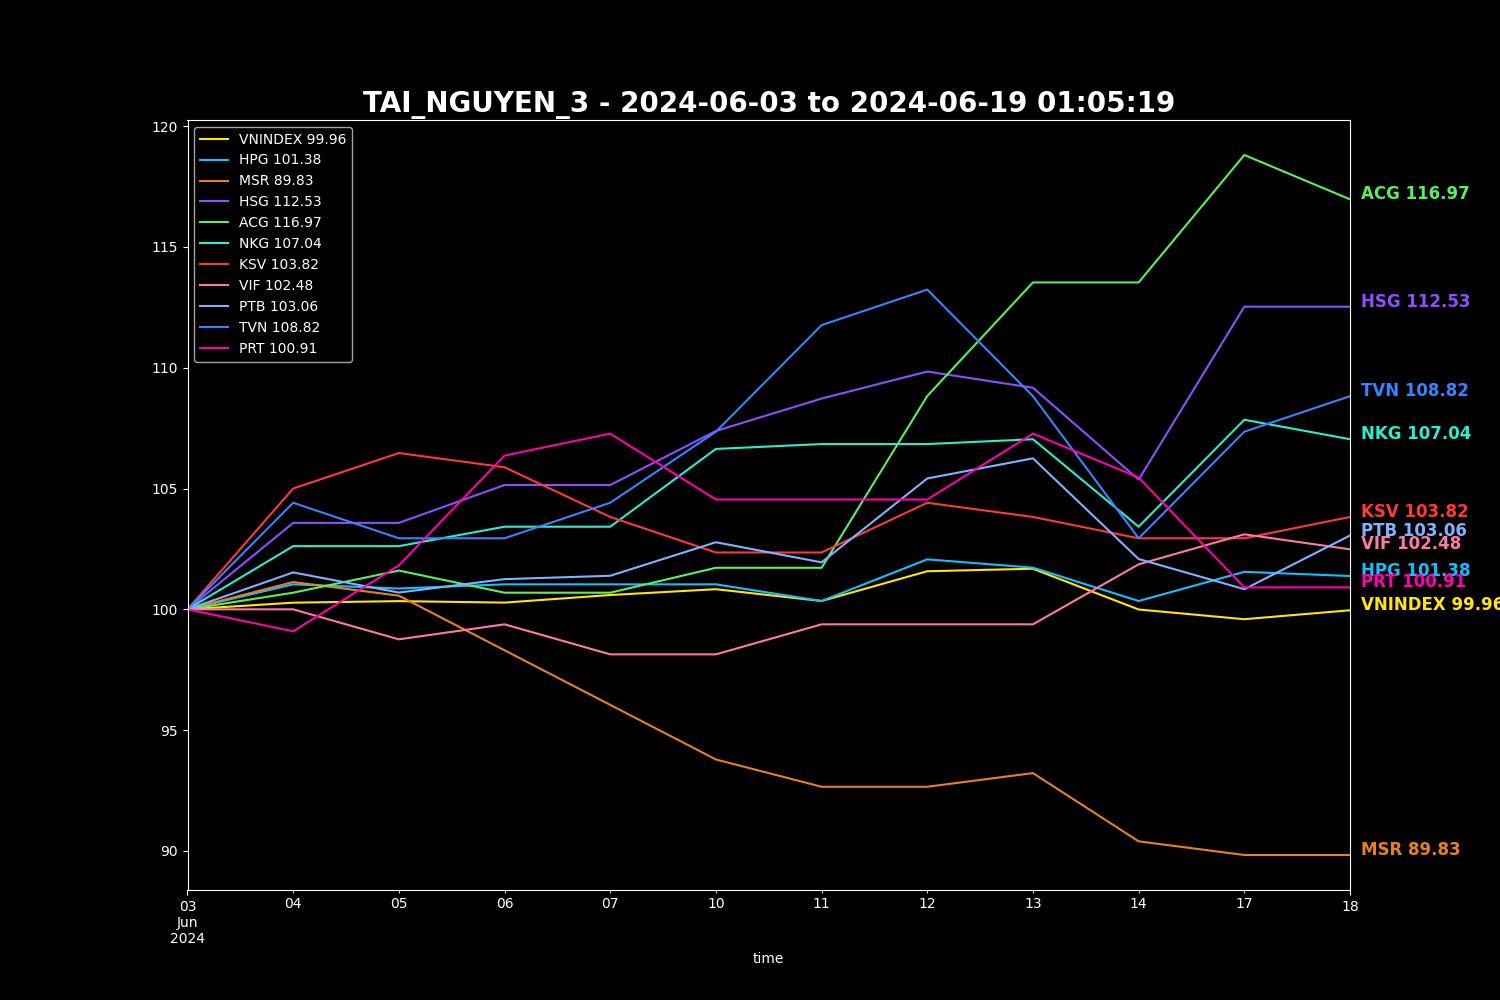 TAI_NGUYEN_3 - 2024-06-03 to 2024-06-19 01:05:19
120
115
110
105
100
95
90
VNINDEX 99.96
HPG 101.38
MSR 89.83
HSG 112.53
ACG 116.97
NKG 107.04
KSV 103.82
VIF 102.48
PTB 103.06
TVN 108.82
PRT 100.91
ACG 116.97
HSG 112.53
TVN 108.82
NKG 107.04
KSV 103.82
PTB 103.06
VIF 102.48
HPG 101.38
PRT 100.91
VNINDEX 99.96
MSR 89.83
03 04 05 06 07 10 11 12 13 14 17 18
Jun
2024
time